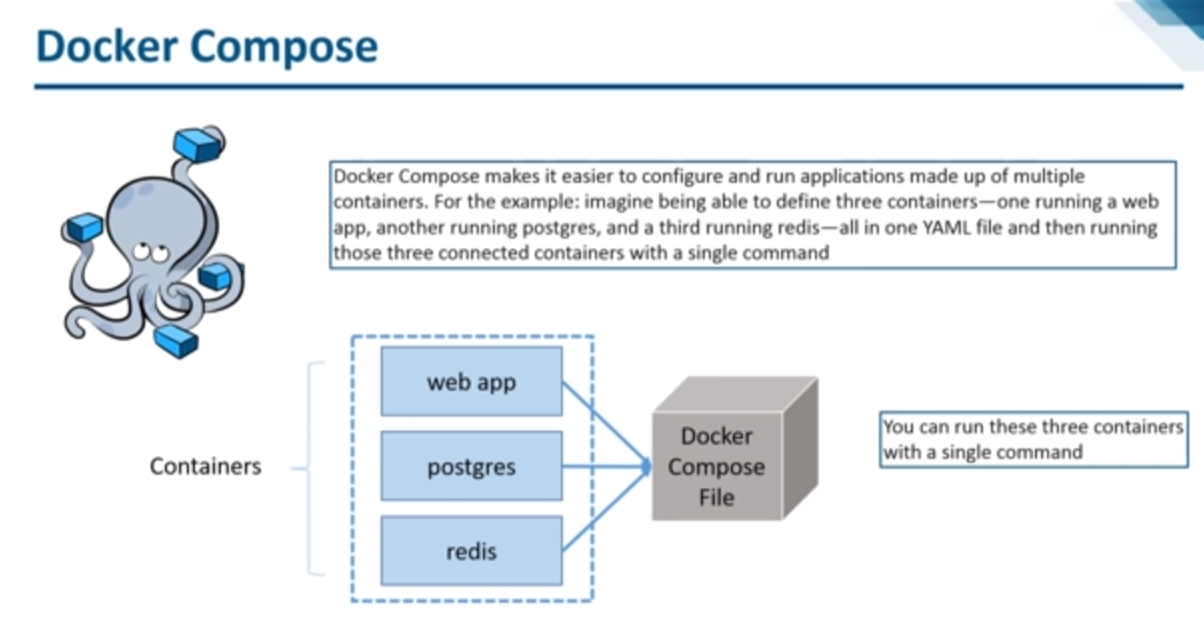 Docker Compose
Docker Compose makes it easier to configure and run applications made up of multiple
containers. For the example: imagine being able to define three containers—one running a web
app, another running postgres, and a third running redis—all in one YAML file and then running
those three connected containers with a single command
Containers
web app
postgres
redis
Docker
Compose
File
You can run these three containers
with a single command